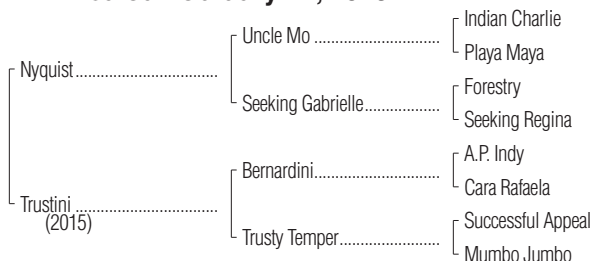 Indian Charlie
Uncle Mo
Playa Maya
Nyquist
Forestry
Seeking Gabrielle
Seeking Regina
A.P. Indy
Bernardini
Cara Rafaela
Trustini
(2015)
Successful Appeal
Trusty Temper
Mumbo Jumbo